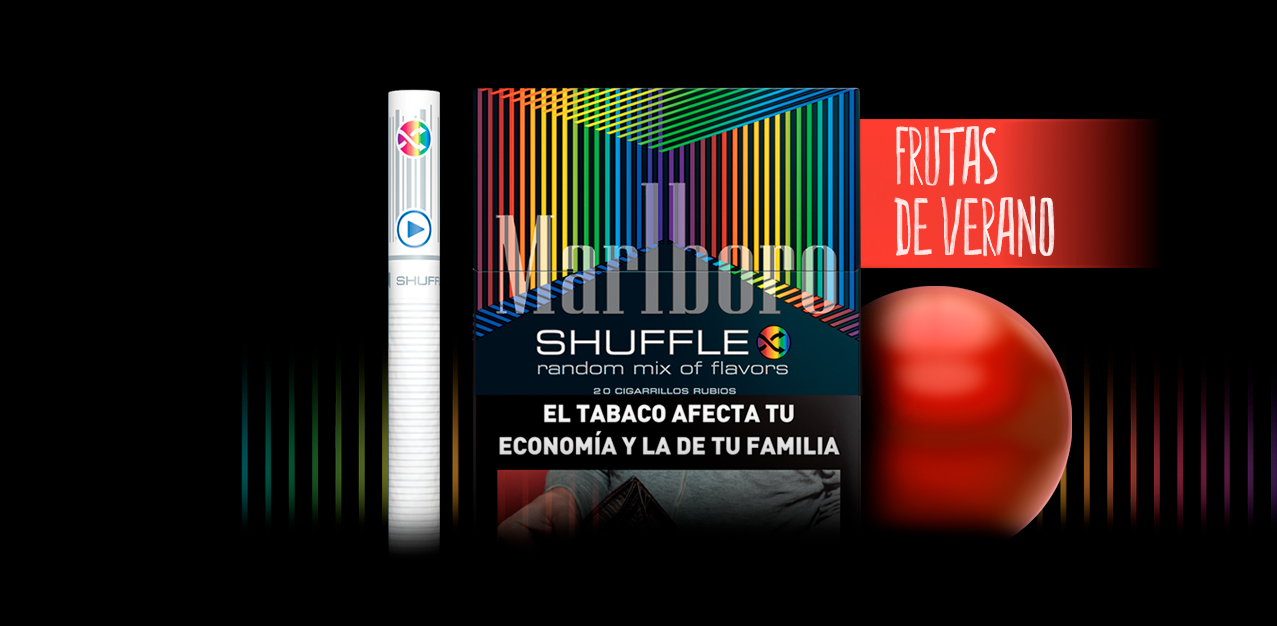 SHUFF
Marlboro
SHUFFLE
random mix of flavors
20 CIGARRILLOS RUBIOS
EL TABACO AFECTA TU
ECONOMÍA Y LA DE TU FAMILIA
FRUTAS
DE VERANO